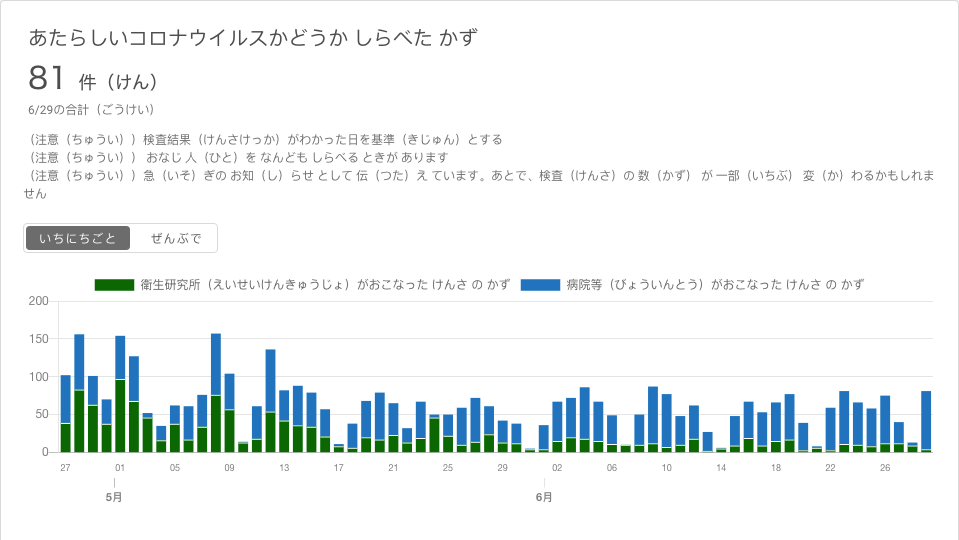 あたらしいコロナウイルスかどうか しらべた かず
81 件（けん）
6/29の合計（ごうけい）
（注意（ちゅうい））検査結果（けんさけっか）がわかった日を基準（きじゅん）とする
（注意（ちゅうい）） おなじ 人（ひと）を なんども しらべる ときが あります
（注意（ちゅうい））急（いそ）ぎの お知（し）らせ として 伝（つた）え ています。あとで、検査（けんさ）の 数（かず） が 一部（いちぶ） 変（か）わるかもしれま
せん
いちにちごと ぜんぶで
衛生研究所（えいせいけんきゅうじょ）がおこなった けんさ の かず 病院等（びょういんとう）がおこなった けんさ の かず
200
150
100
50
0
27 01 05 09 13 17 21 25 29 02 06 10 14 18 22 26
5月 6月